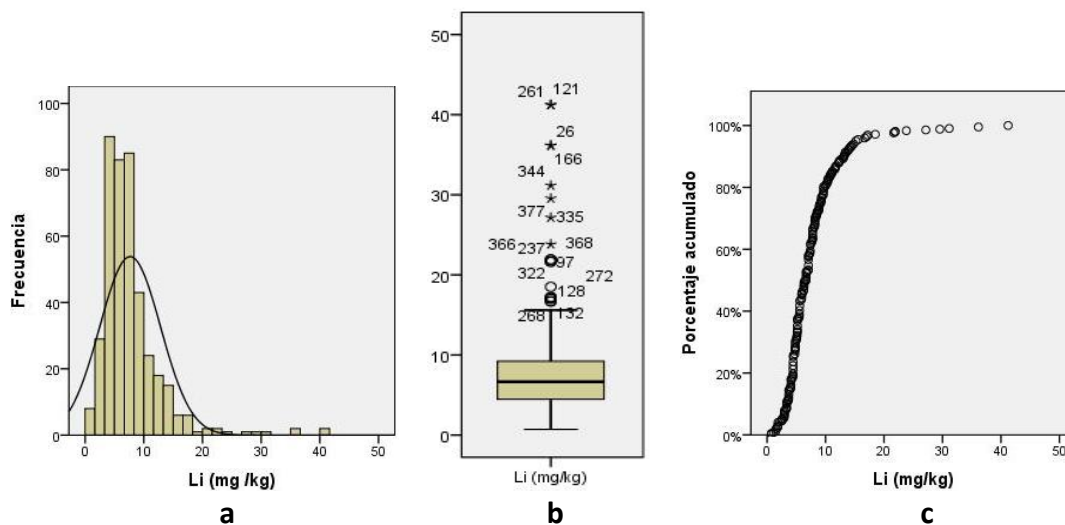 100
80
60
40
20
0
Frecuencia
0 10 20 30 40 50
Li (mg /kg)
a
50
40
30
20
10
0
261 121
26
166
344
377 335
366 237 368
97
322 272
128
268 132
Li (mg/kg)
b
100%
80%
60%
40%
20%
0%
Porcentaje acumulado
0 10 20 30 40 50
Li (mg/kg)
c